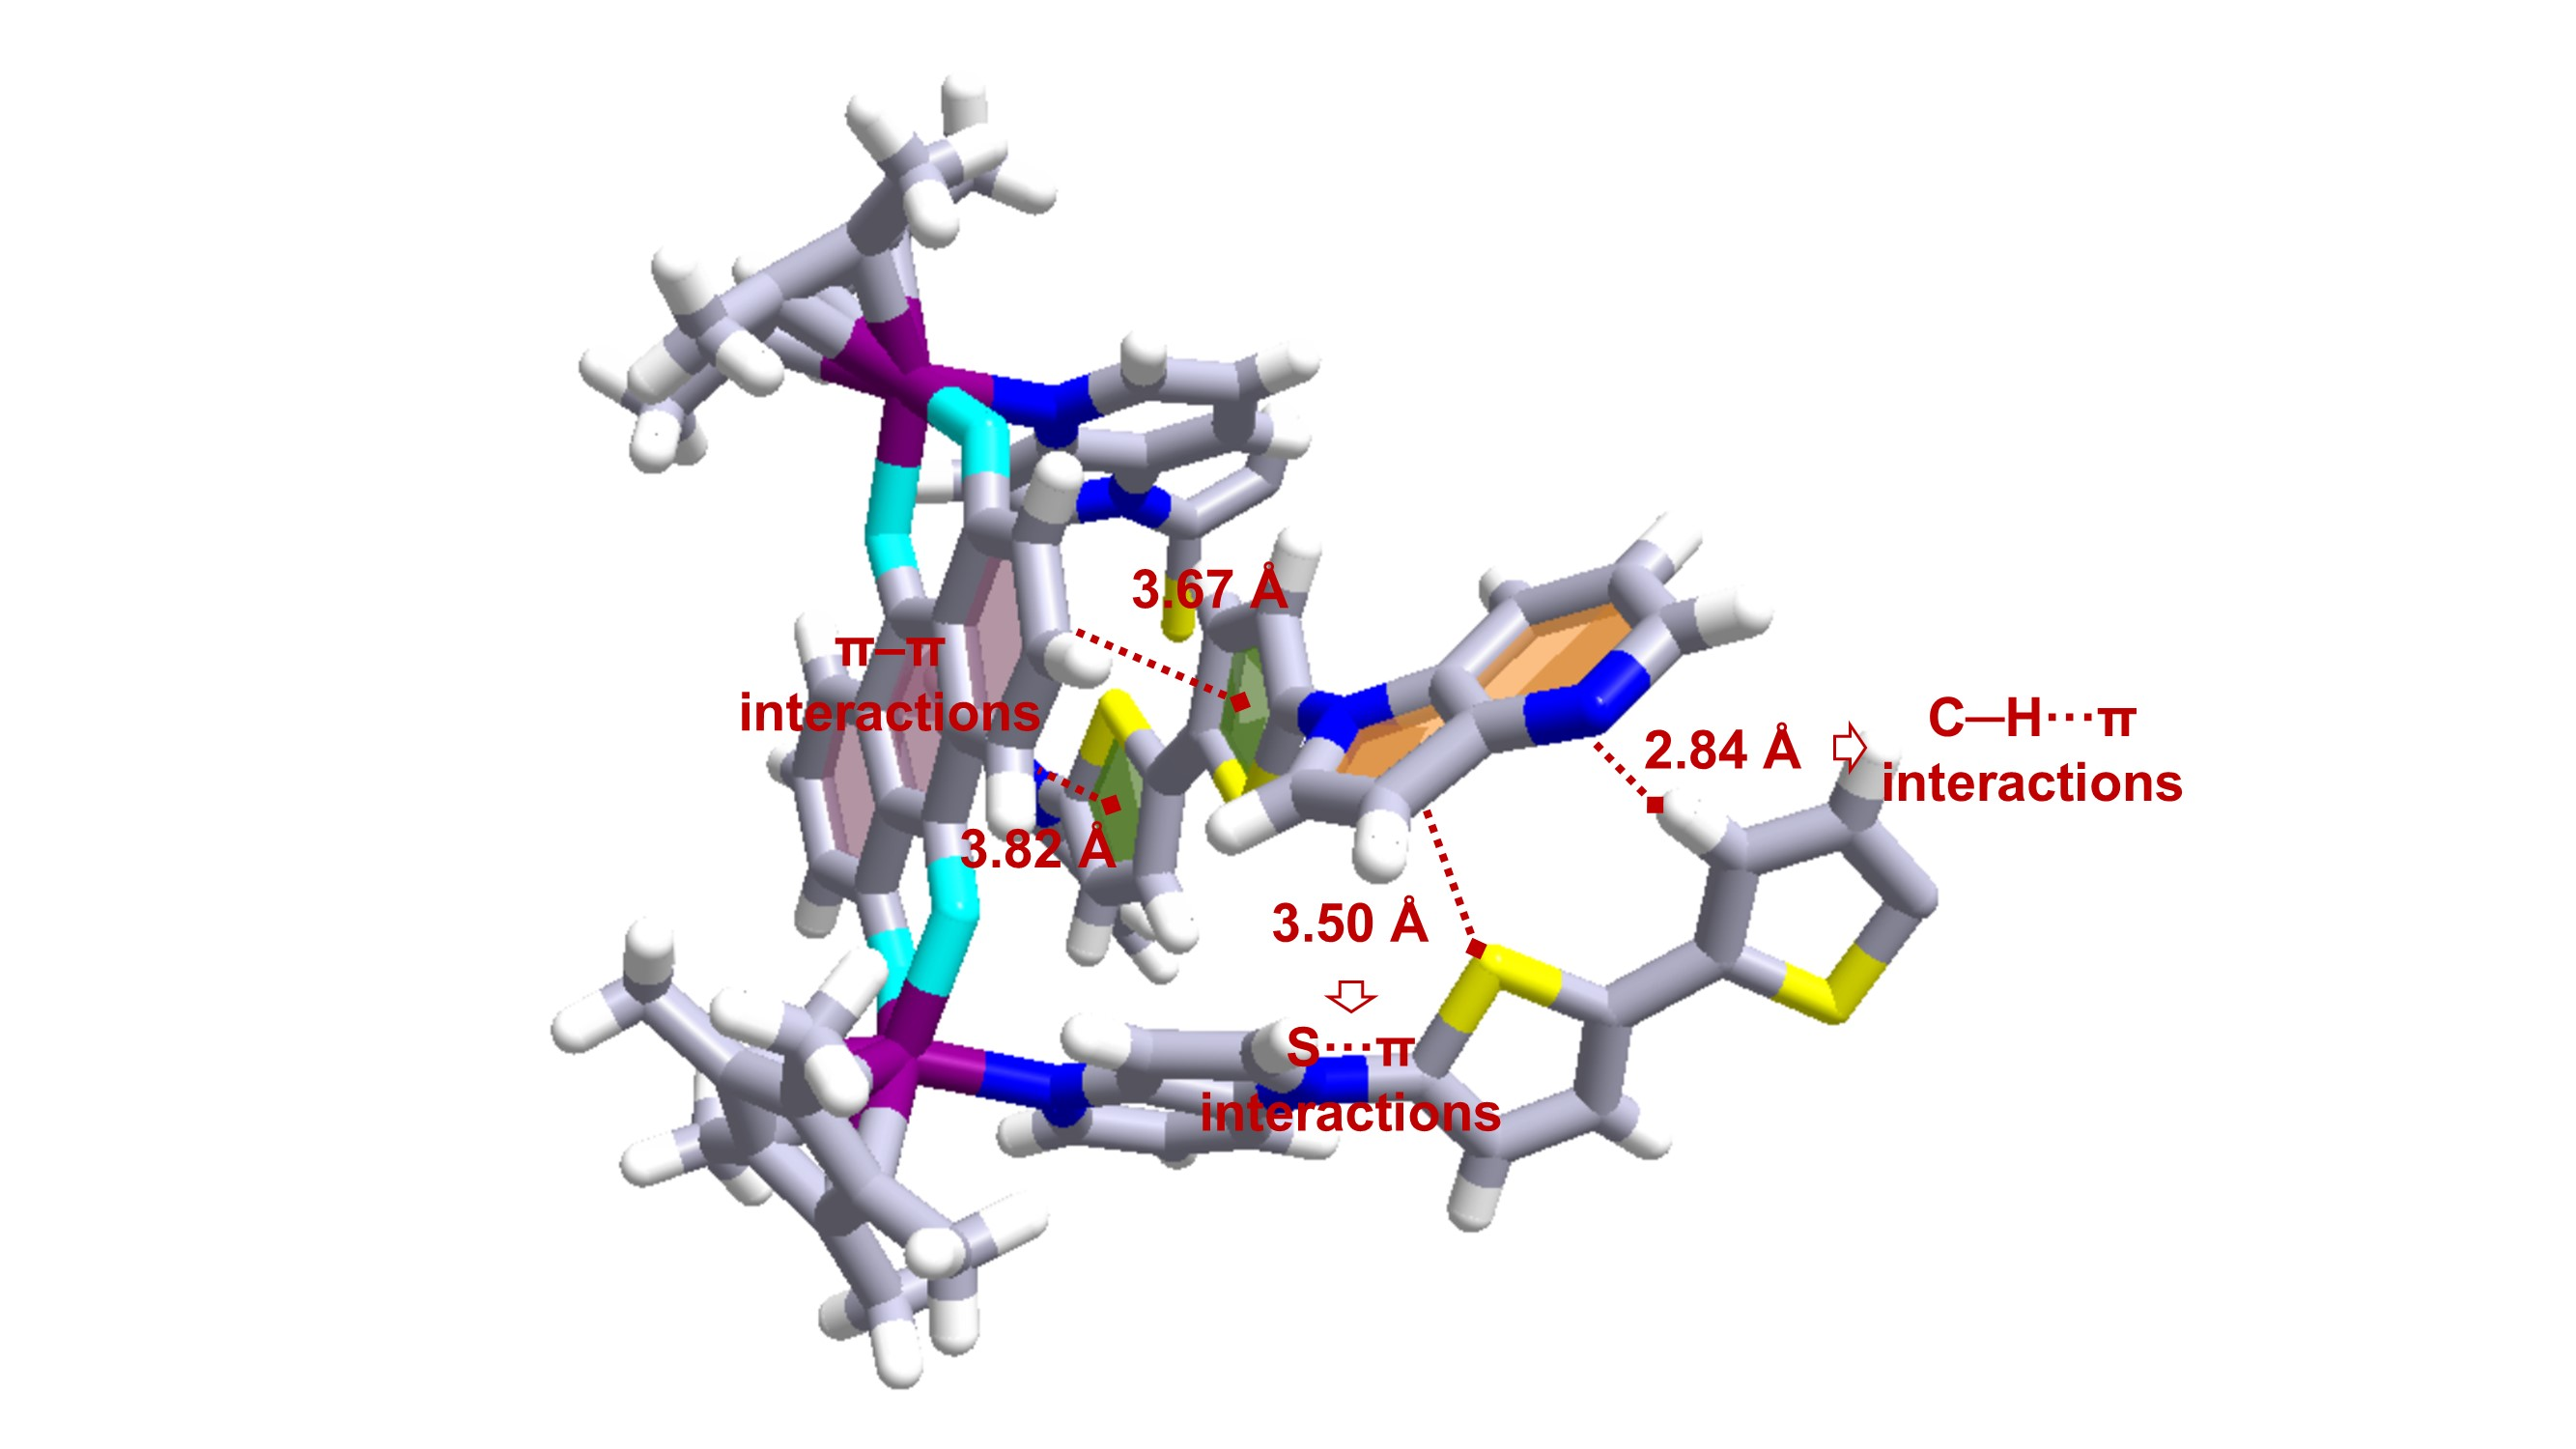 3.67 Å
π–π
interactions
3.82 Å
2.84 Å
C—H···π
interactions
3.50 Å
S···π
interactions